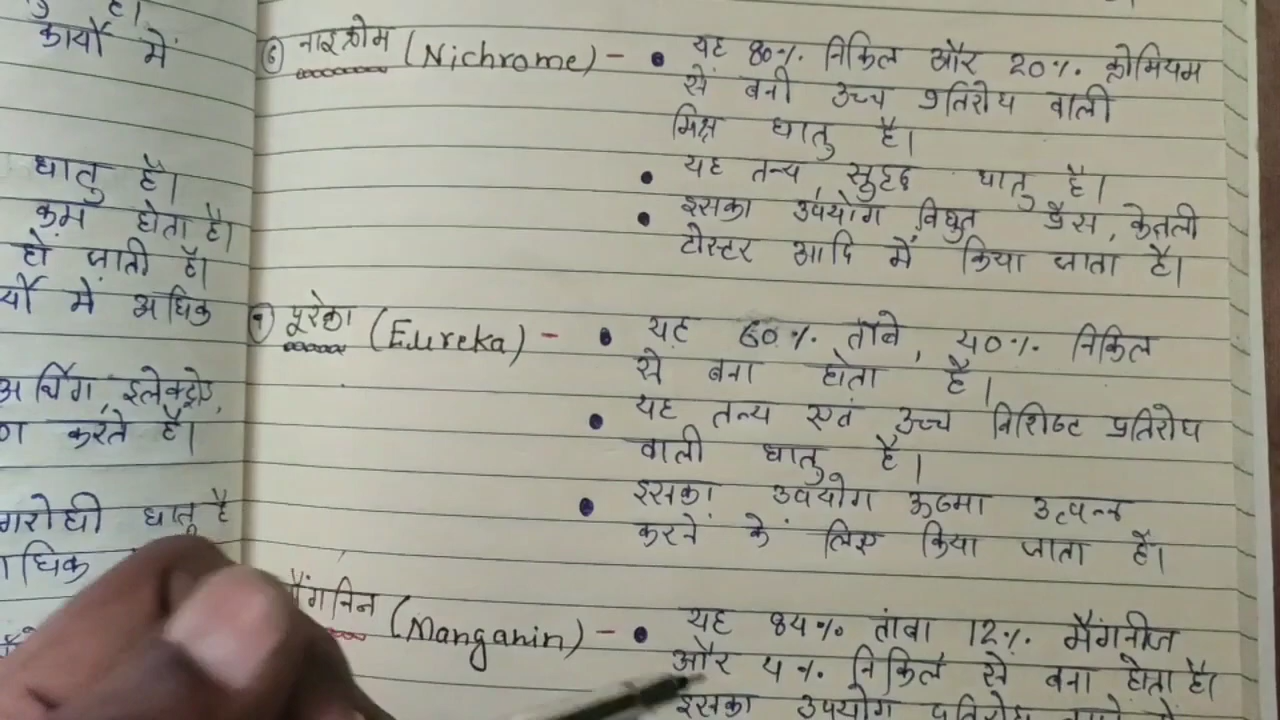 कार्यों में
धातु है।
कम होता है।
हो जाती है।
र्यों में अधिक
इलेक्ट्रोड,
करते है।
धातु है
⑥ नाइक्रोम (Nichrome) - • यह 80%. निकिल और 20%. क्रोमियम
से बनी उच्च प्रतिरोध वाली
मिश्र धातु है।
• यह तन्य, सुदृढ धातु है।
• इसका उपयोग विद्युत प्रैस, केतली
टोस्टर आदि में किया जाता है।
यूरेका (Eureka) - • यह 60%. ताँबे, 40%. निकिल
से बना होता है।
• यह तन्य एवं उच्च विशिष्ट प्रतिरोध
वाली धातु है।
• इसका उपयोग ऊष्मा उत्पन्न
करने के लिए किया जाता है।
मैंगनिन (Manganin) - • यह 84% तांबा 12% मैंगनीज
और 4%. निकिल से बना होता है।
इसका उपयोग